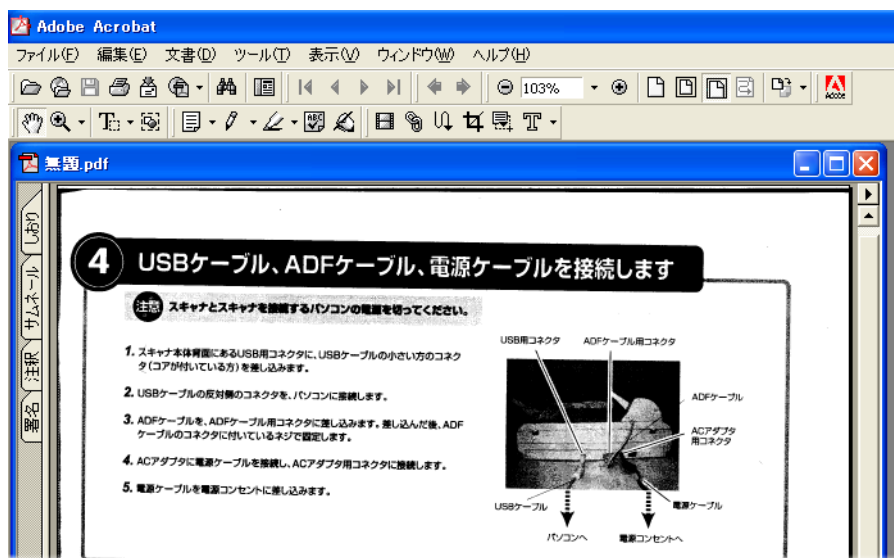 Adobe Acrobat
ファイル(F) 編集(E) 文書(D) ツール(T) 表示(V) ウィンドウ(W) ヘルプ(H)
103%
Adobe
無題.pdf
しおり
サムネール
注釈
署名
4 USBケーブル、ADFケーブル、電源ケーブルを接続します
注意 スキャナとスキャナを接続するパソコンの電源を切ってください。
1. スキャナ本体背面にあるUSB用コネクタに、USBケーブルの小さい方のコネク
タ(コアが付いている方)を差し込みます。
2. USBケーブルの反対側のコネクタを、パソコンに接続します。
3. ADFケーブルを、ADFケーブル用コネクタに差し込みます。差し込んだ後、ADF
ケーブルのコネクタに付いているネジで固定します。
4. ACアダプタに電源ケーブルを接続し、ACアダプタ用コネクタに接続します。
5. 電源ケーブルを電源コンセントに差し込みます。
USB用コネクタ ADFケーブル用コネクタ
ADFケーブル
ACアダプタ
用コネクタ
USBケーブル 電源ケーブル
パソコンへ 電源コンセントへ